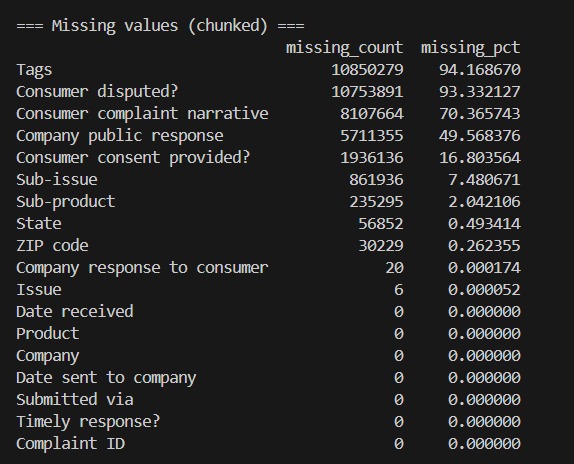 === Missing values (chunked) ===
missing_count missing_pct
Tags 10850279 94.168670
Consumer disputed? 10753891 93.332127
Consumer complaint narrative 8107664 70.365743
Company public response 5711355 49.568376
Consumer consent provided? 1936136 16.803564
Sub-issue 861936 7.480671
Sub-product 235295 2.042106
State 56852 0.493414
ZIP code 30229 0.262355
Company response to consumer 20 0.000174
Issue 6 0.000052
Date received 0 0.000000
Product 0 0.000000
Company 0 0.000000
Date sent to company 0 0.000000
Submitted via 0 0.000000
Timely response? 0 0.000000
Complaint ID 0 0.000000